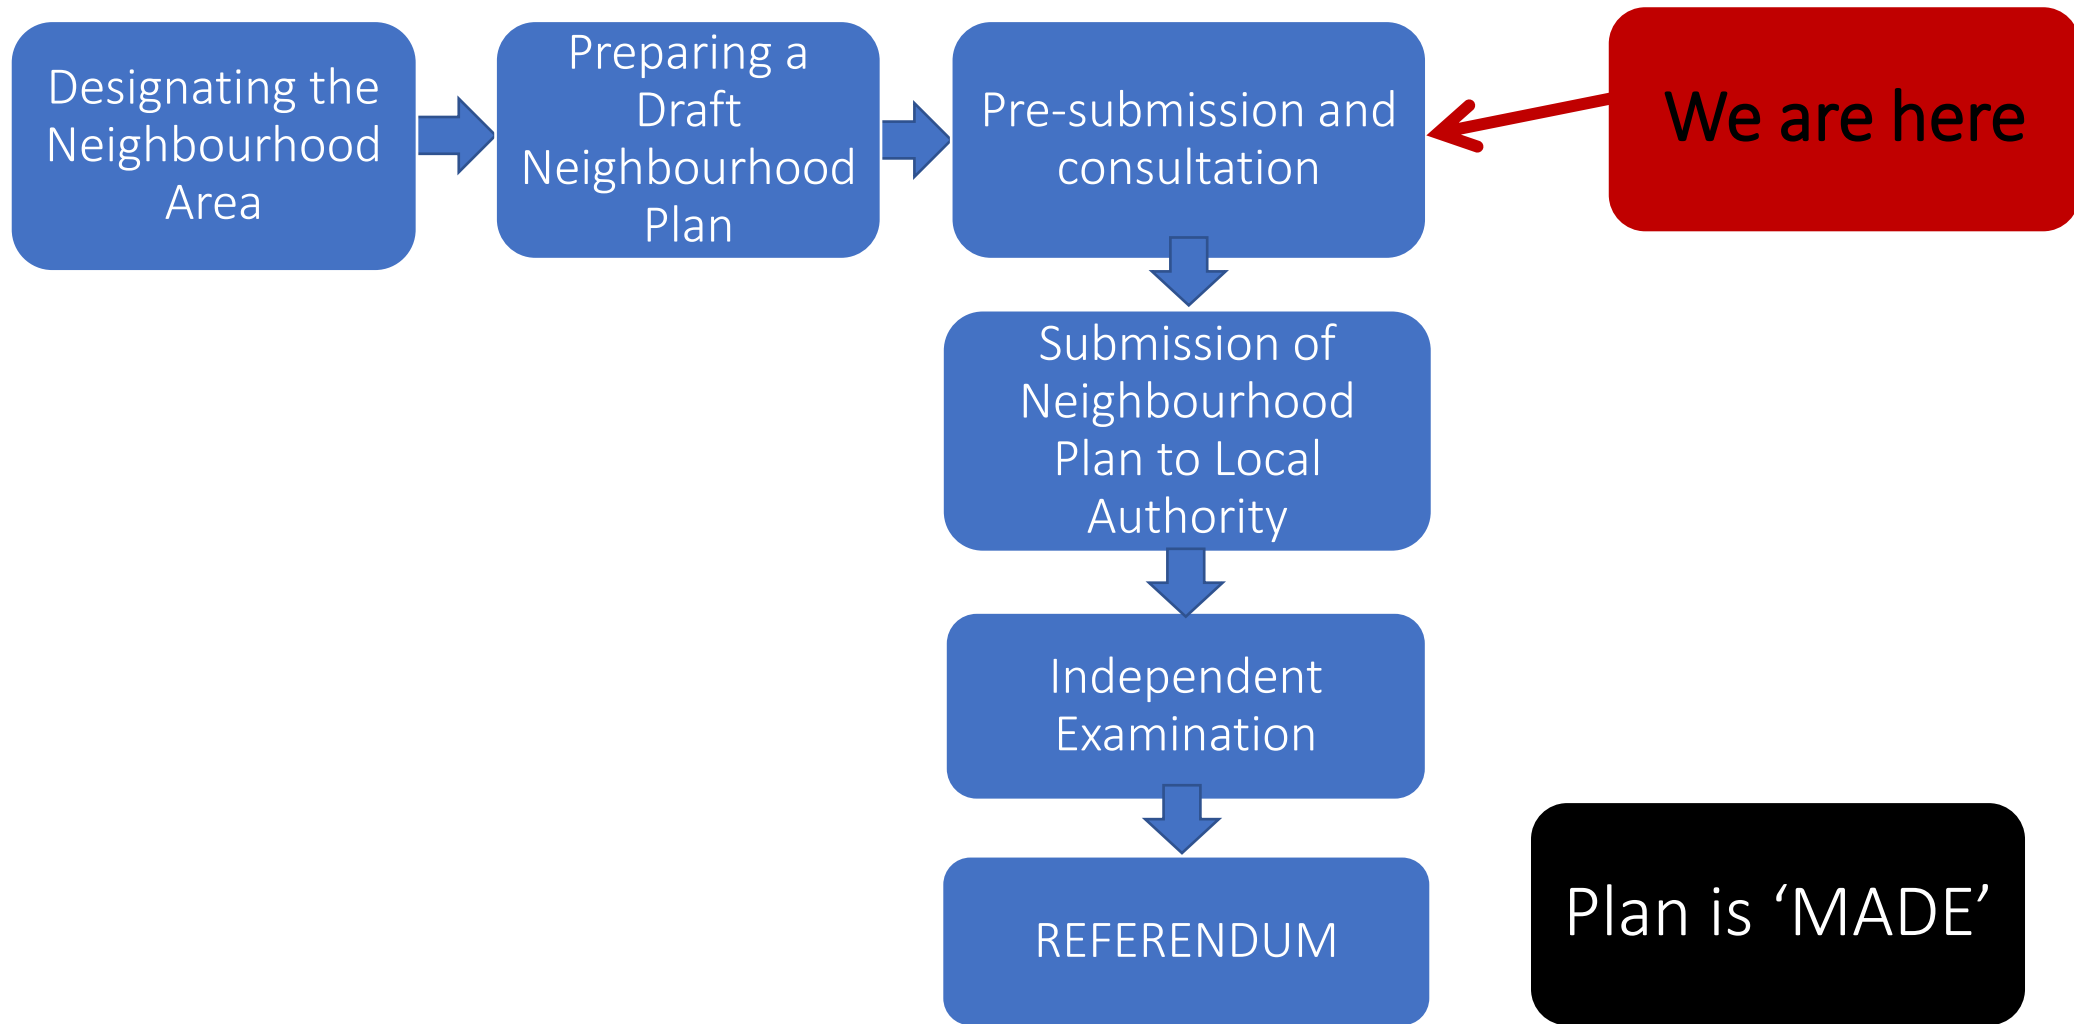 Designating the
Neighbourhood
Area
Preparing a
Draft
Neighbourhood
Plan
Pre-submission and
consultation
We are here
Submission of
Neighbourhood
Plan to Local
Authority
Independent
Examination
REFERENDUM
Plan is ‘MADE’